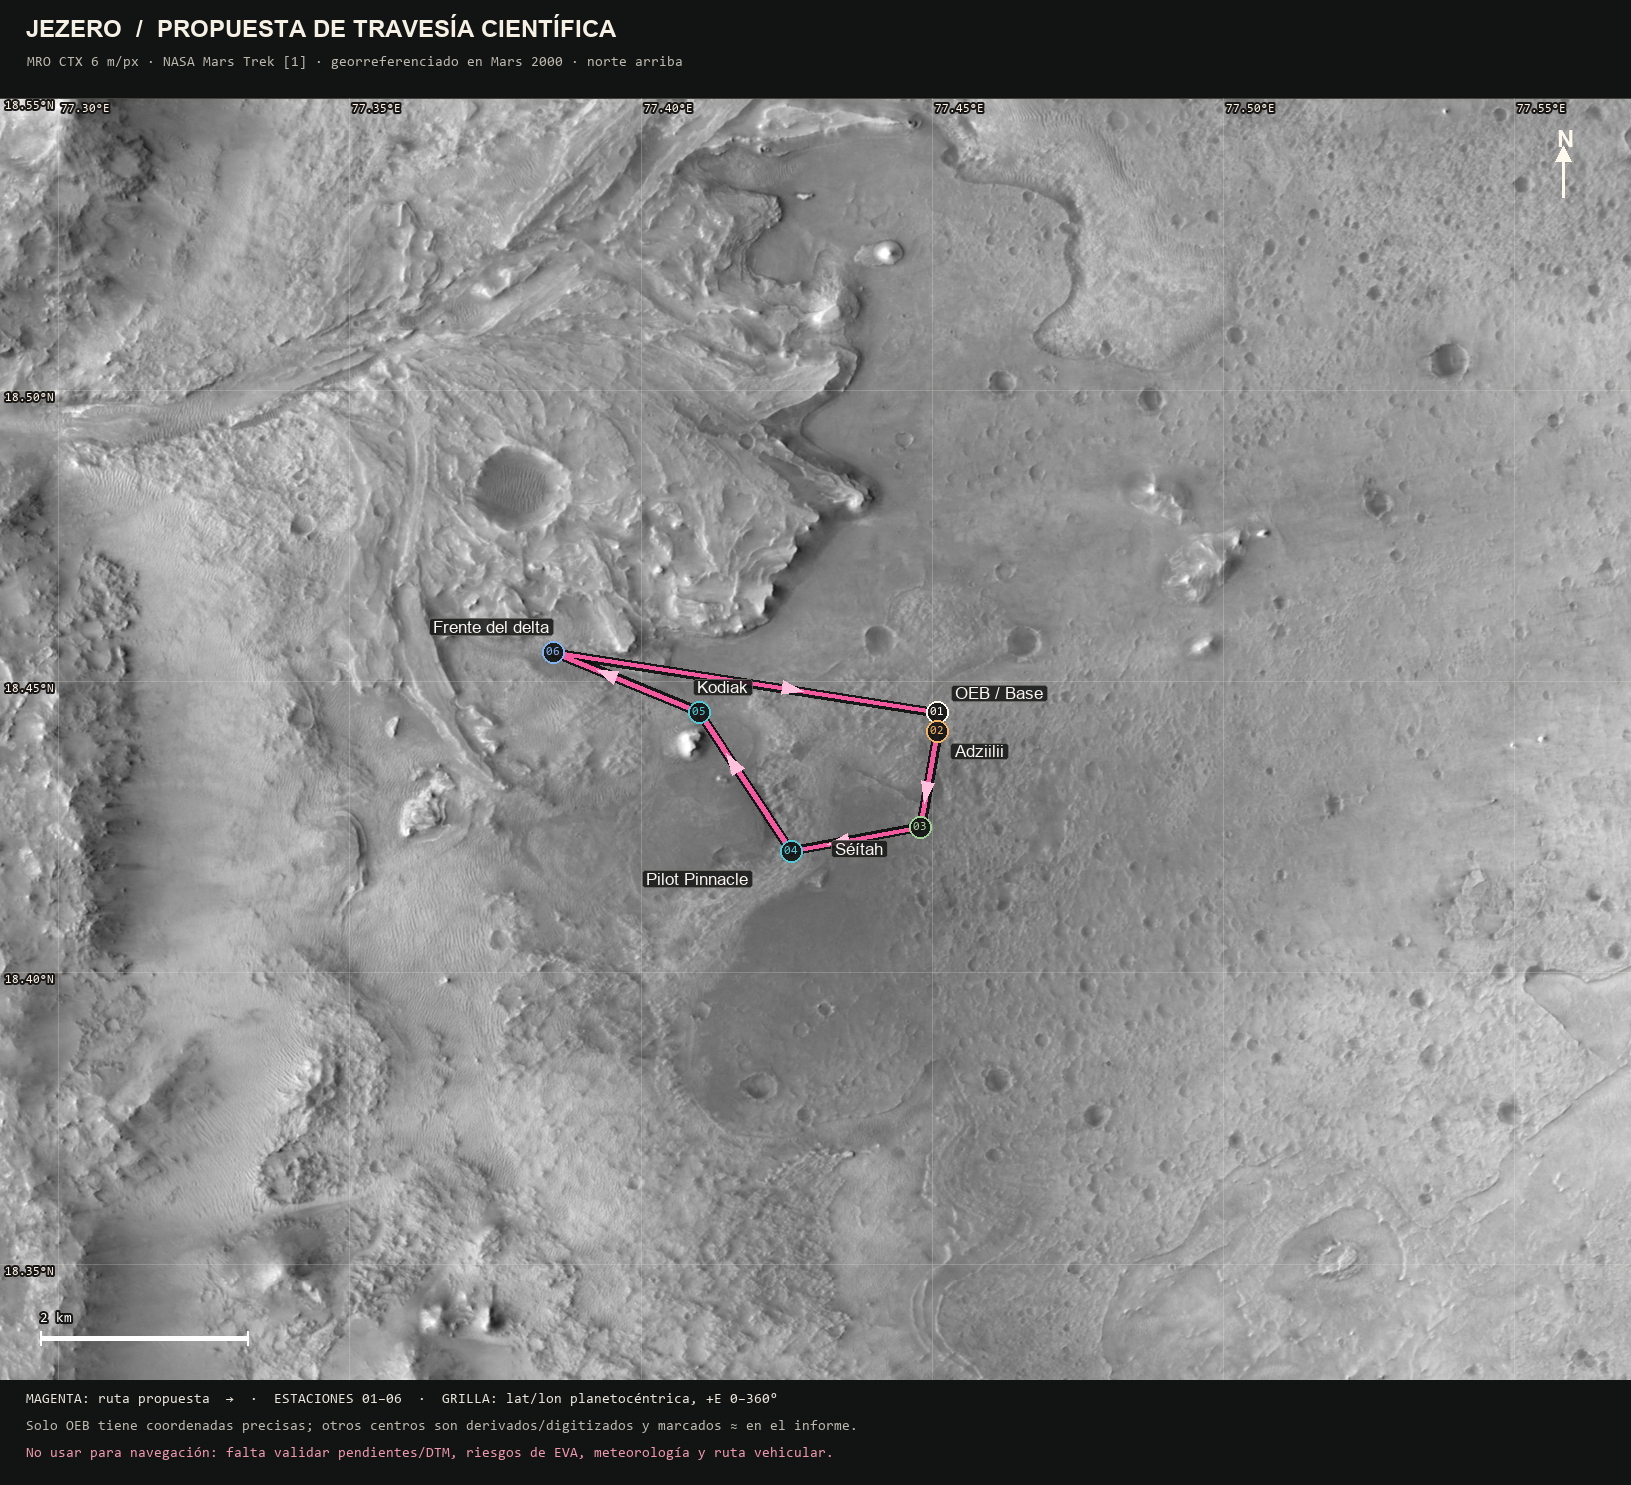 JEZERO / PROPUESTA DE TRAVESÍA CIENTÍFICA
MRO CTX 6 m/px · NASA Mars Trek [1] · georreferenciado en Mars 2000 · norte arriba
18.55°N
77.30°E
77.35°E
77.40°E
77.45°E
77.50°E
77.55°E
N
18.50°N
Frente del delta
06
18.45°N
Kodiak
OEB / Base
05
01
02
Adziilii
03
Séítah
04
Pilot Pinnacle
18.40°N
18.35°N
2 km
MAGENTA: ruta propuesta → · ESTACIONES 01–06 · GRILLA: lat/lon planetocéntrica, +E 0–360°
Solo OEB tiene coordenadas precisas; otros centros son derivados/digitizados y marcados ≈ en el informe.
No usar para navegación: falta validar pendientes/DTM, riesgos de EVA, meteorología y ruta vehicular.